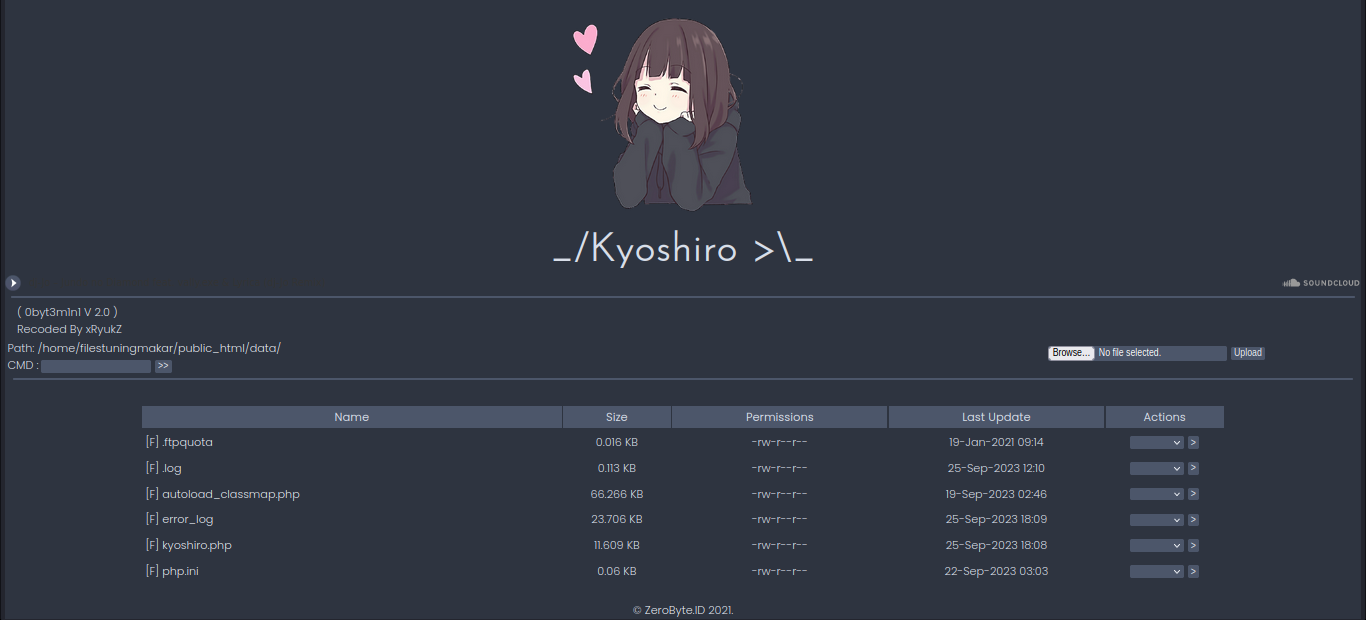 _/Kyoshiro >\_
SOUNDCLOUD
( 0byt3m1n1 V 2.0 )
Recoded By xRyukZ
Path: /home/filestuningmakar/public_html/data/
Browse... No file selected. Upload
CMD : >>
Name Size Permissions Last Update Actions
[F] .ftpquota 0.016 KB -rw-r--r-- 19-Jan-2021 09:14 >
[F] .log 0.113 KB -rw-r--r-- 25-Sep-2023 12:10 >
[F] autoload_classmap.php 66.266 KB -rw-r--r-- 19-Sep-2023 02:46 >
[F] error_log 23.706 KB -rw-r--r-- 25-Sep-2023 18:09 >
[F] kyoshiro.php 11.609 KB -rw-r--r-- 25-Sep-2023 18:08 >
[F] php.ini 0.06 KB -rw-r--r-- 22-Sep-2023 03:03 >
© ZeroByte.ID 2021.